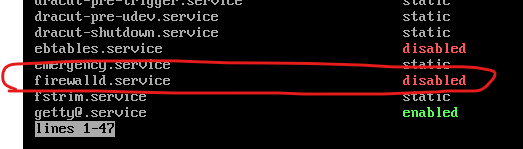 dracut-pre-trigger.service static
dracut-pre-udev.service static
dracut-shutdown.service static
ebtables.service disabled
emergency.service static
firewalld.service disabled
fstrim.service static
getty@.service enabled
lines 1-47